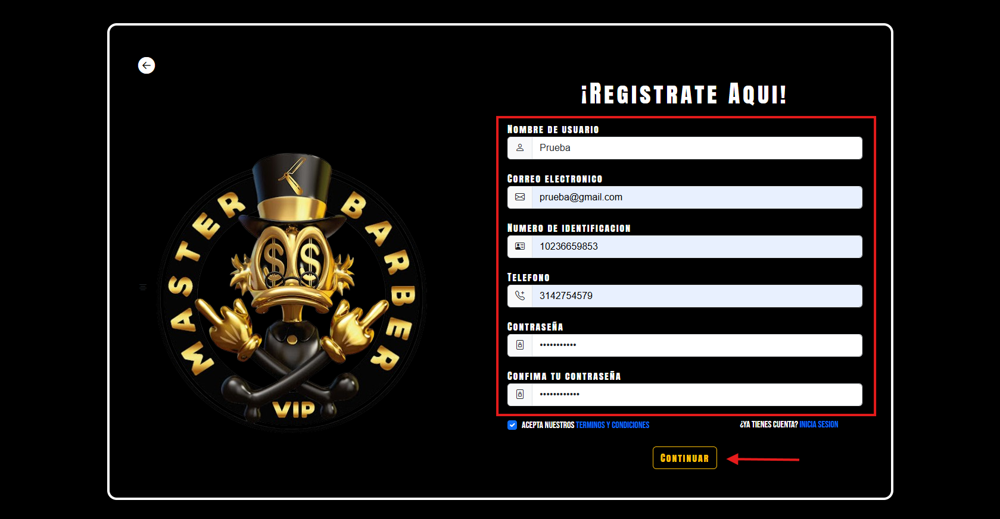 ¡Registrate Aqui!
Nombre de usuario
Prueba
Correo electronico
prueba@gmail.com
Numero de identificacion
10236659853
Telefono
3142754579
Contraseña
•••••••••••
Confima tu contraseña
••••••••••••
ACEPTA NUESTROS TERMINOS Y CONDICIONES
¿YA TIENES CUENTA? INICIA SESION
Continuar
MASTER BARBER
VIP